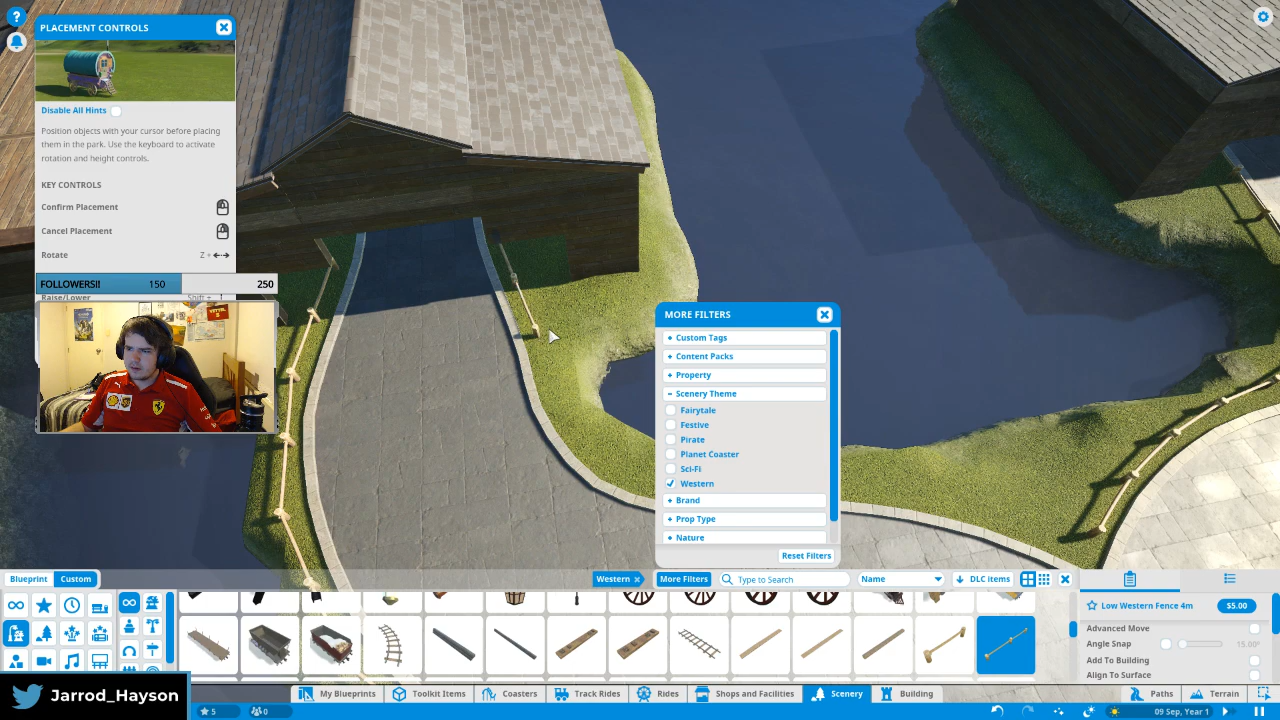 ?
PLACEMENT CONTROLS
Disable All Hints
Position objects with your cursor before placing
them in the park. Use the keyboard to activate
rotation and height controls.
KEY CONTROLS
Confirm Placement
Cancel Placement
Rotate
Z +
FOLLOWERS!!
150
250
Raise/Lower
Shift +
MORE FILTERS
+ Custom Tags
+ Content Packs
+ Property
- Scenery Theme
Fairytale
Festive
Pirate
Planet Coaster
Sci-Fi
Western
+ Brand
+ Prop Type
+ Nature
Reset Filters
Blueprint
Custom
Western ×
More Filters
Type to Search
Name
DLC items
Low Western Fence 4m
$5.00
Advanced Move
Angle Snap
15.00°
Add To Building
Align To Surface
Jarrod_Hayson
My Blueprints
Toolkit Items
Coasters
Track Rides
Rides
Shops and Facilities
Scenery
Building
Paths
Terrain
5
0
09 Sep, Year 1